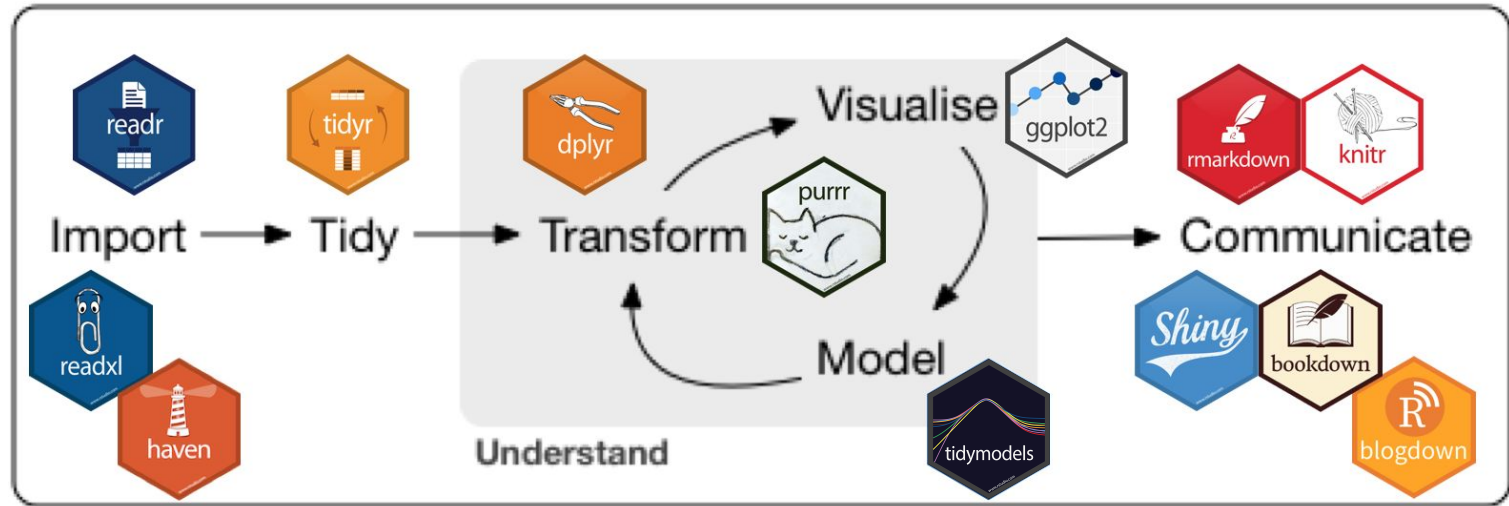 readr
tidyr
dplyr
Visualise
ggplot2
rmarkdown
knitr
purrr
Import
Tidy
Transform
Communicate
readxl
haven
Model
Shiny
bookdown
R
blogdown
tidymodels
Understand